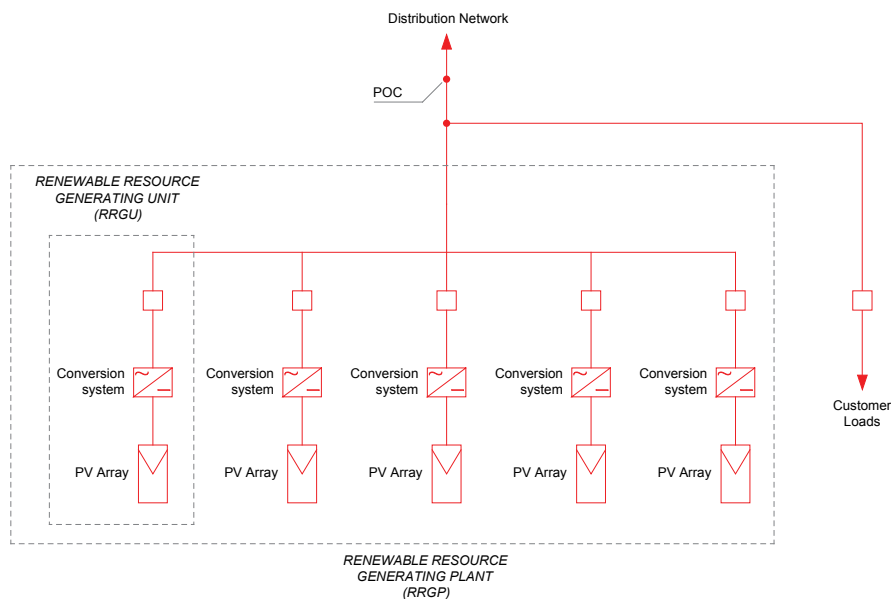 Distribution Network
POC
RENEWABLE RESOURCE
GENERATING UNIT
(RRGU)
Conversion
system
Conversion
system
Conversion
system
Conversion
system
Conversion
system
Customer
Loads
PV Array
PV Array
PV Array
PV Array
PV Array
RENEWABLE RESOURCE
GENERATING PLANT
(RRGP)